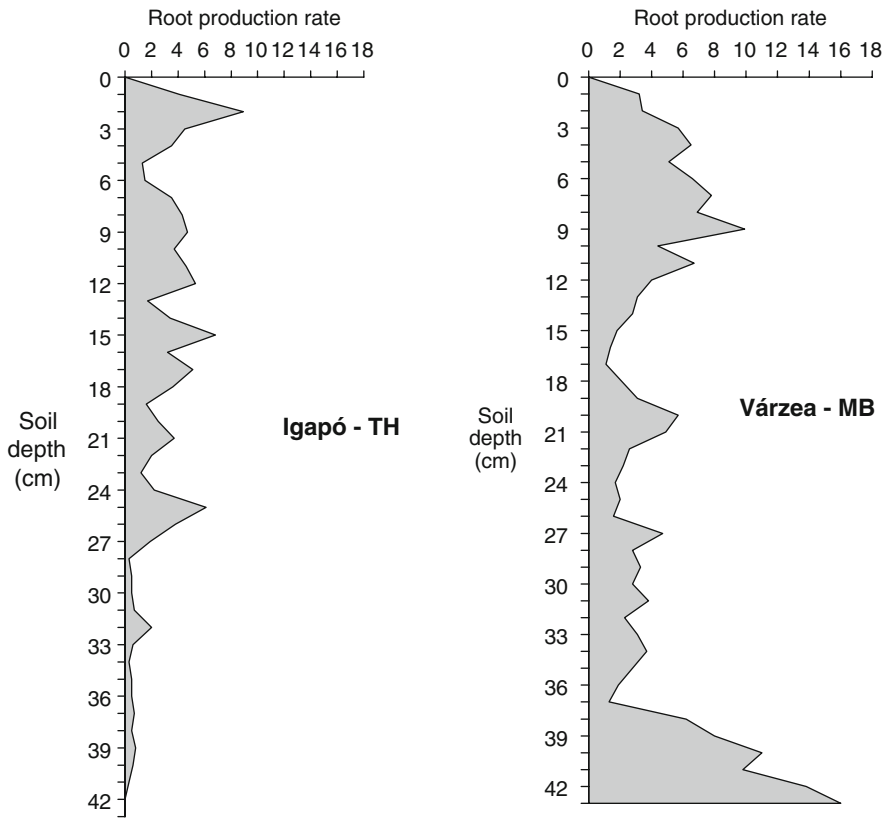 Root production rate
0 2 4 6 8 10 12 14 16 18
0
3
6
9
12
15
18
21
24
27
30
33
36
39
42
Soil
depth
(cm)
Igapó - TH
Root production rate
0 2 4 6 8 10 12 14 16 18
0
3
6
9
12
15
18
21
24
27
30
33
36
39
42
Soil
depth
(cm)
Várzea - MB